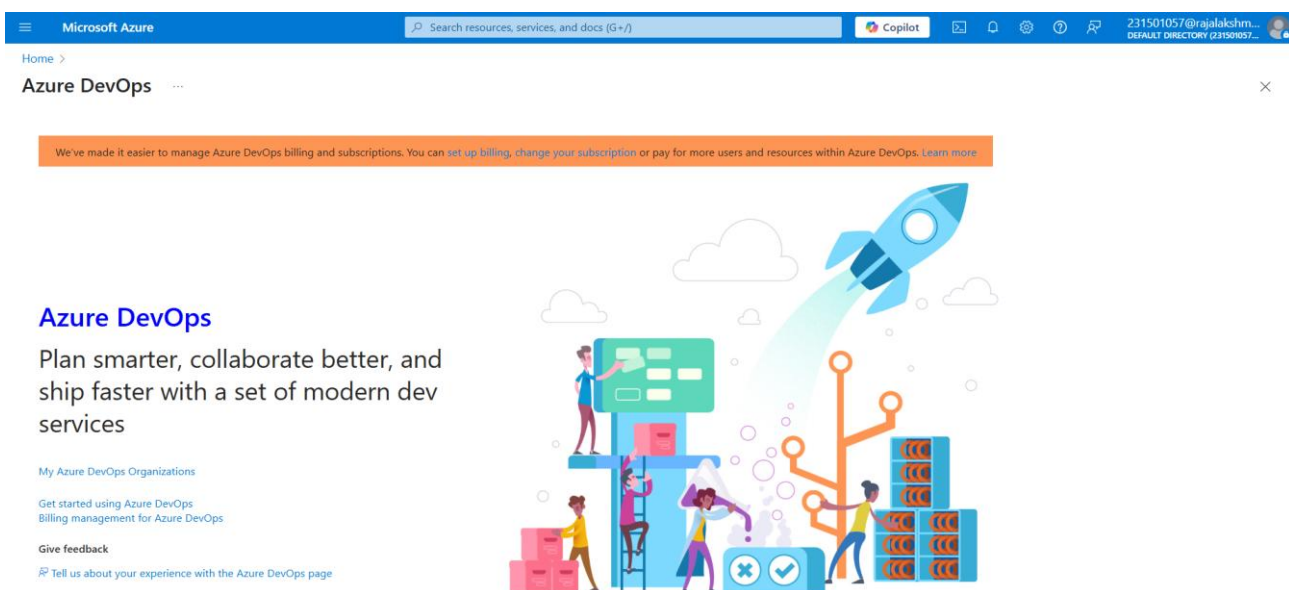 Microsoft Azure
Search resources, services, and docs (G+/)
Copilot
231501057@rajalakshm...
DEFAULT DIRECTORY (231501057...
Home >
Azure DevOps ...
We've made it easier to manage Azure DevOps billing and subscriptions. You can set up billing, change your subscription or pay for more users and resources within Azure DevOps. Learn more
Azure DevOps
Plan smarter, collaborate better, and
ship faster with a set of modern dev
services
My Azure DevOps Organizations
Get started using Azure DevOps
Billing management for Azure DevOps
Give feedback
Tell us about your experience with the Azure DevOps page